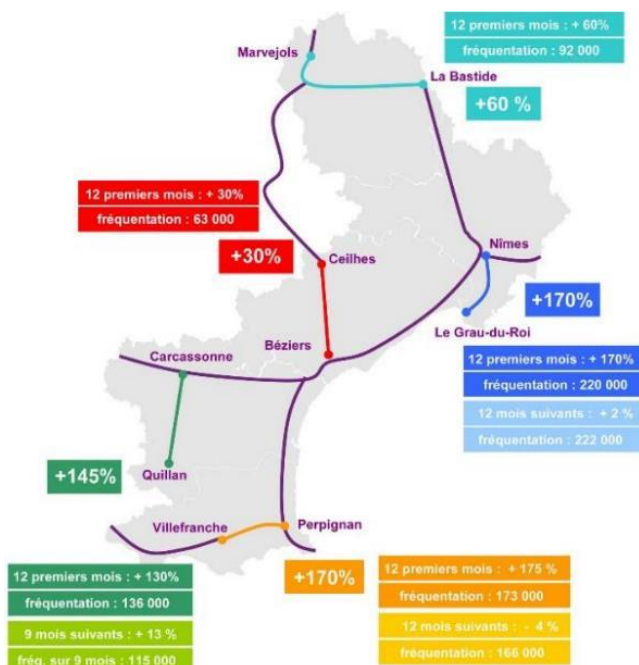 12 premiers mois : + 60%
fréquentation : 92 000
Marvejols
La Bastide
+60 %
12 premiers mois : + 30%
fréquentation : 63 000
+30%
Ceilhes
Nîmes
+170%
Le Grau-du-Roi
Béziers
Carcassonne
12 premiers mois : + 170%
fréquentation : 220 000
12 mois suivants : + 2 %
fréquentation : 222 000
+145%
Quillan
Villefranche
Perpignan
+170%
12 premiers mois : + 130%
fréquentation : 136 000
9 mois suivants : + 13 %
fréq. sur 9 mois : 115 000
12 premiers mois : + 175 %
fréquentation : 173 000
12 mois suivants : - 4 %
fréquentation : 166 000